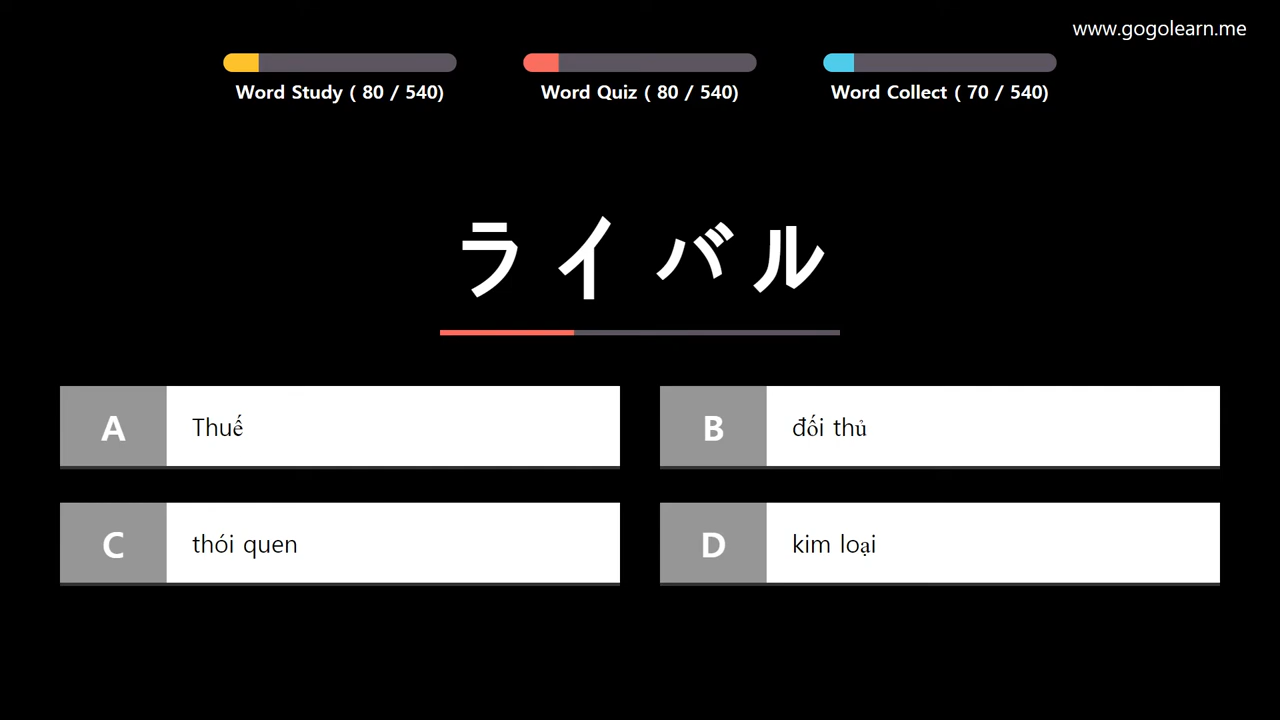 www.gogolearn.me
Word Study ( 80 / 540)
Word Quiz ( 80 / 540)
Word Collect ( 70 / 540)
ライバル
A Thuế
B đối thủ
C thói quen
D kim loại